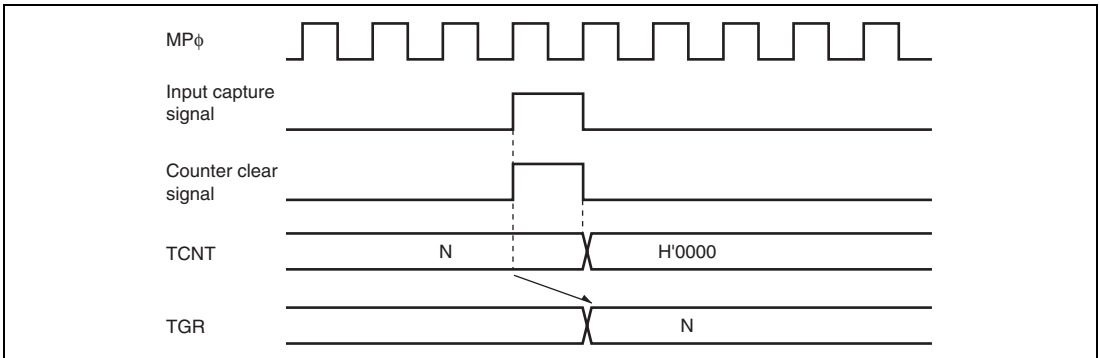 MPφ
Input capture
signal
Counter clear
signal
TCNT
N
H'0000
TGR
N